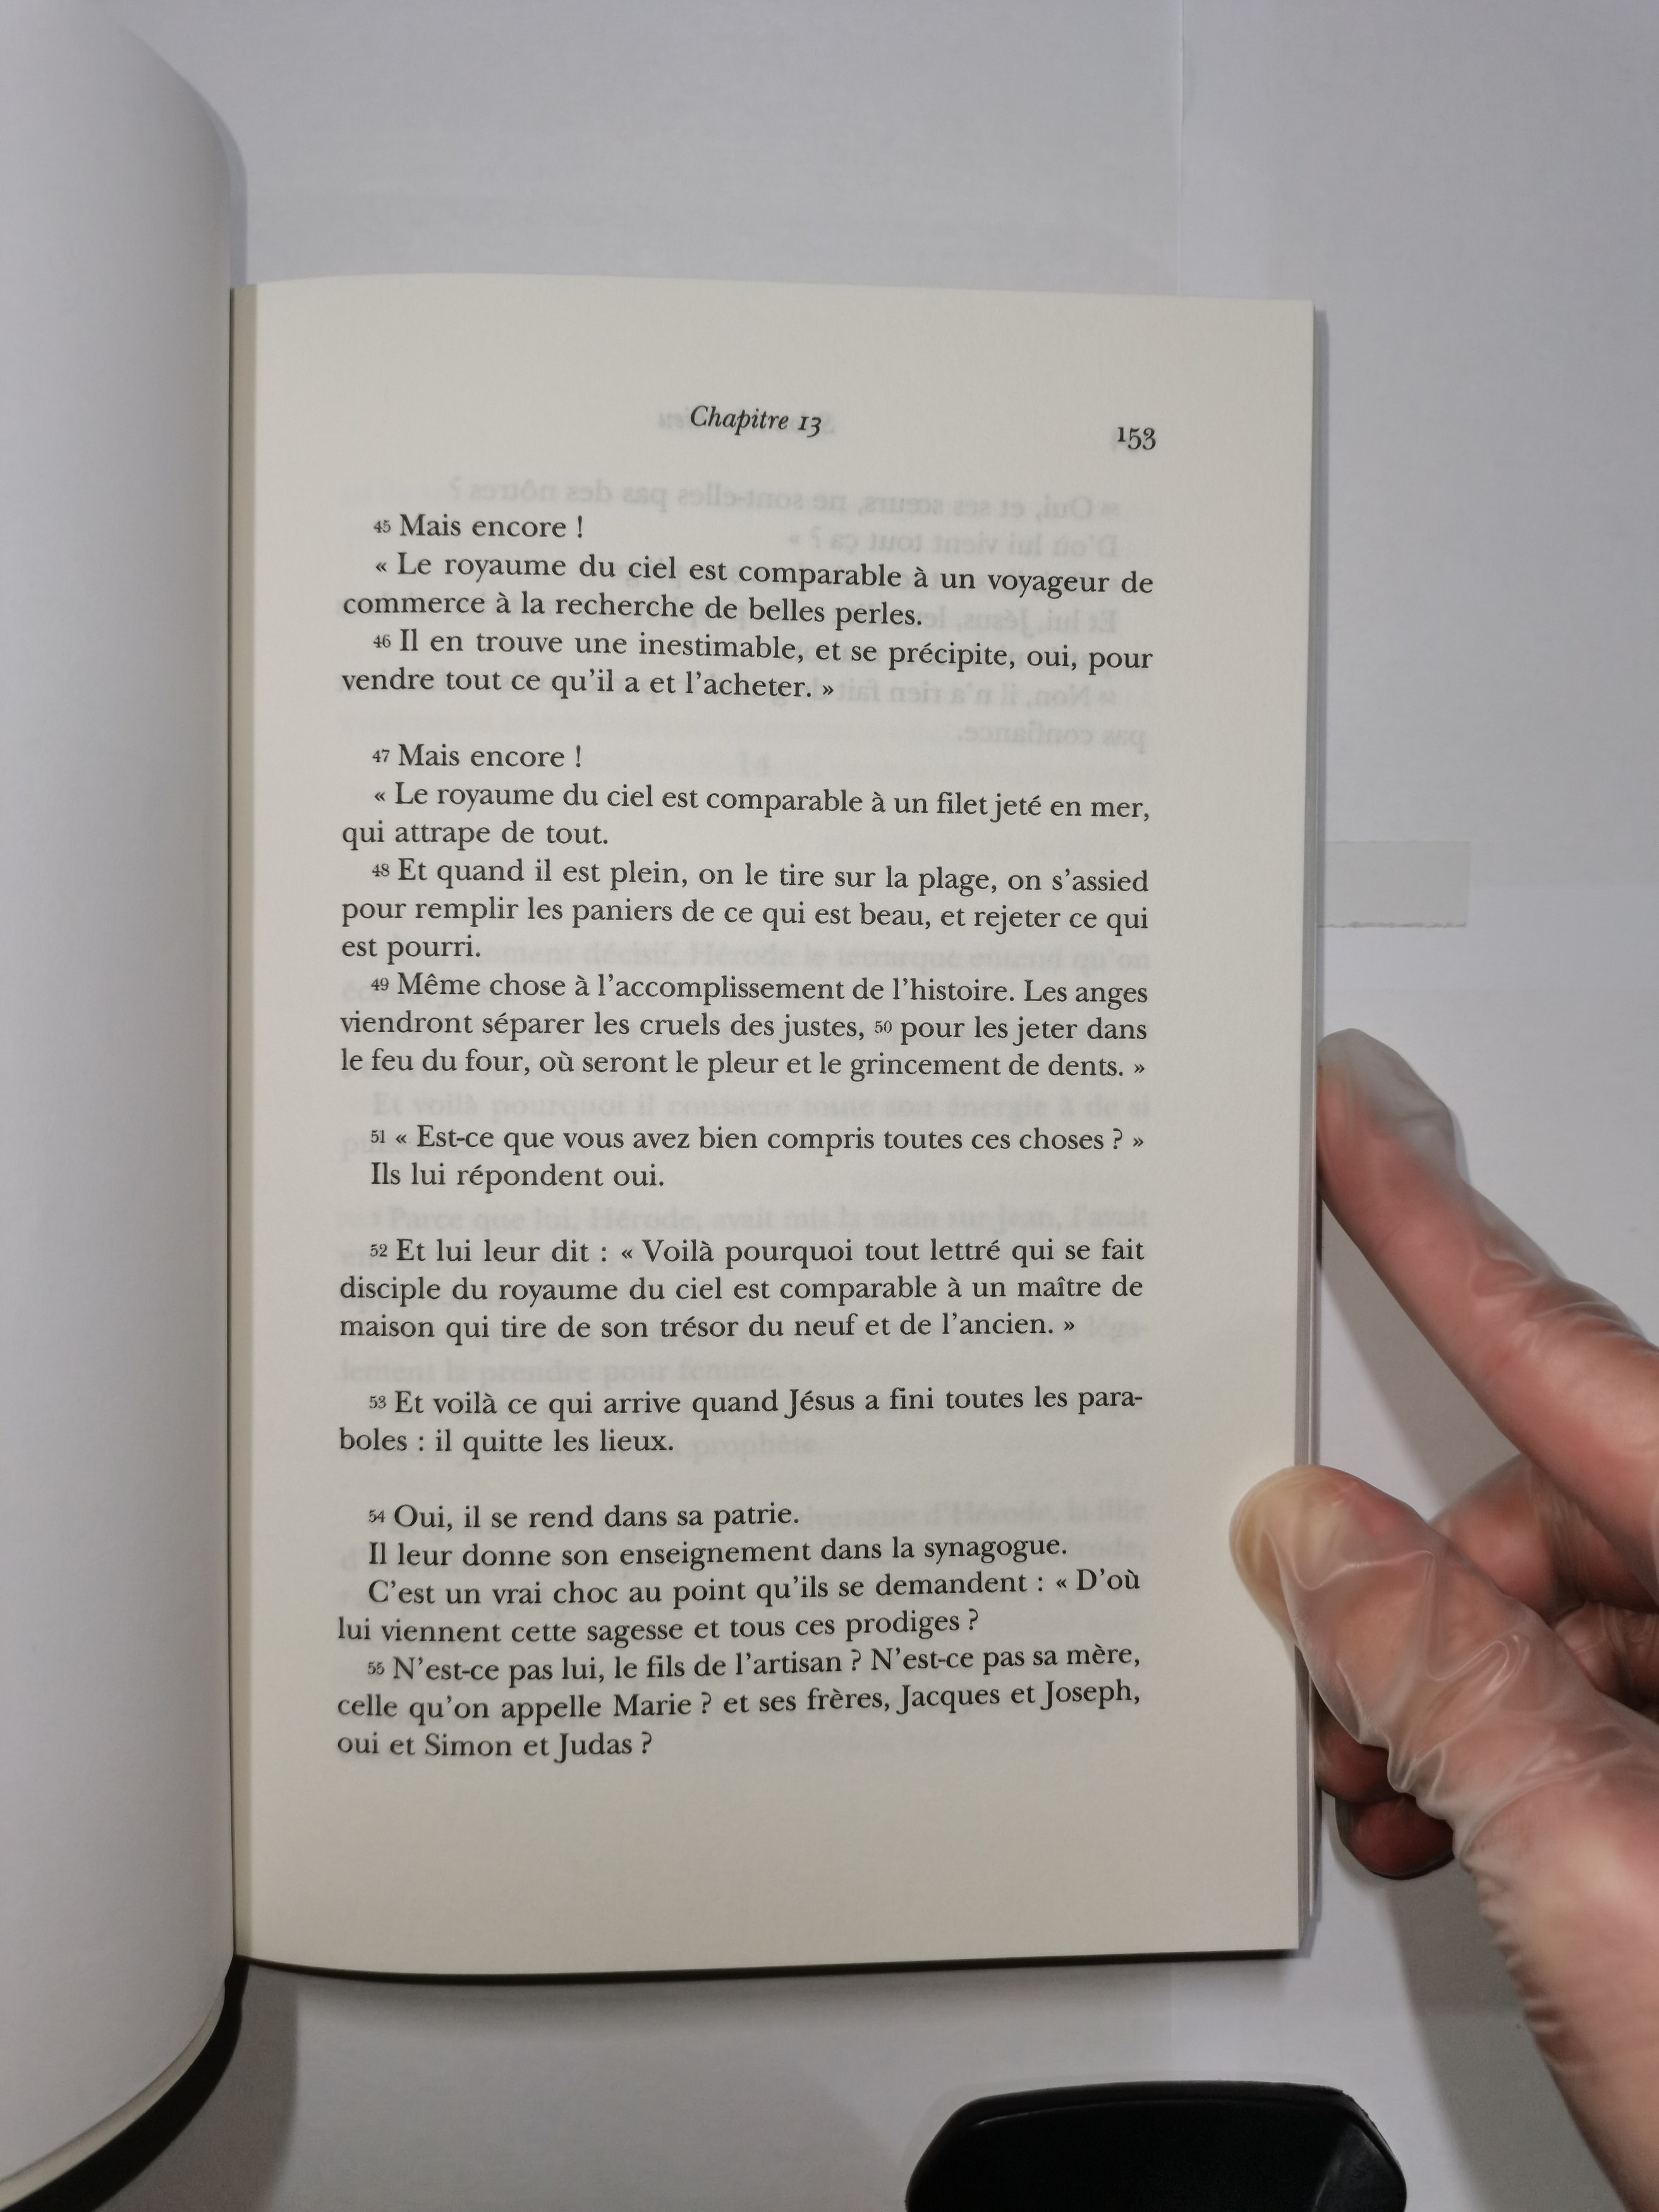 Chapitre 13
153
45 Mais encore !
« Le royaume du ciel est comparable à un voyageur de
commerce à la recherche de belles perles.
46 Il en trouve une inestimable, et se précipite, oui, pour
vendre tout ce qu’il a et l’acheter. »
47 Mais encore !
« Le royaume du ciel est comparable à un filet jeté en mer,
qui attrape de tout.
48 Et quand il est plein, on le tire sur la plage, on s’assied
pour remplir les paniers de ce qui est beau, et rejeter ce qui
est pourri.
49 Même chose à l’accomplissement de l’histoire. Les anges
viendront séparer les cruels des justes, 50 pour les jeter dans
le feu du four, où seront le pleur et le grincement de dents. »
51 « Est-ce que vous avez bien compris toutes ces choses ? »
Ils lui répondent oui.
52 Et lui leur dit : « Voilà pourquoi tout lettré qui se fait
disciple du royaume du ciel est comparable à un maître de
maison qui tire de son trésor du neuf et de l’ancien. »
53 Et voilà ce qui arrive quand Jésus a fini toutes les para-
boles : il quitte les lieux.
54 Oui, il se rend dans sa patrie.
Il leur donne son enseignement dans la synagogue.
C’est un vrai choc au point qu’ils se demandent : « D’où
lui viennent cette sagesse et tous ces prodiges ?
55 N’est-ce pas lui, le fils de l’artisan ? N’est-ce pas sa mère,
celle qu’on appelle Marie ? et ses frères, Jacques et Joseph,
oui et Simon et Judas ?